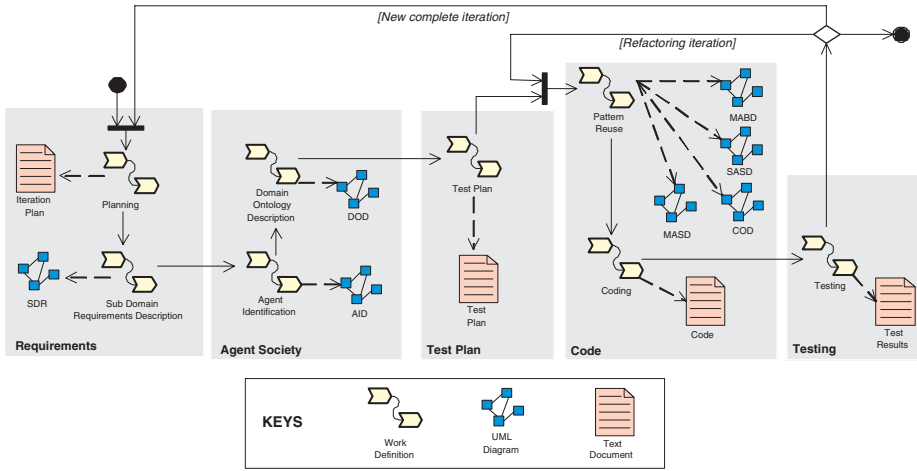 [New complete iteration]
[Refactoring iteration]
Iteration
Plan
Planning
SDR
Sub Domain
Requirements Description
Requirements
Domain
Ontology
Description
DOD
Agent
Identification
AID
Agent Society
Test Plan
Test
Plan
Test Plan
Pattern
Reuse
MABD
SASD
COD
MASD
Coding
Code
Code
Testing
Test
Results
Testing
KEYS
Work
Definition
UML
Diagram
Text
Document